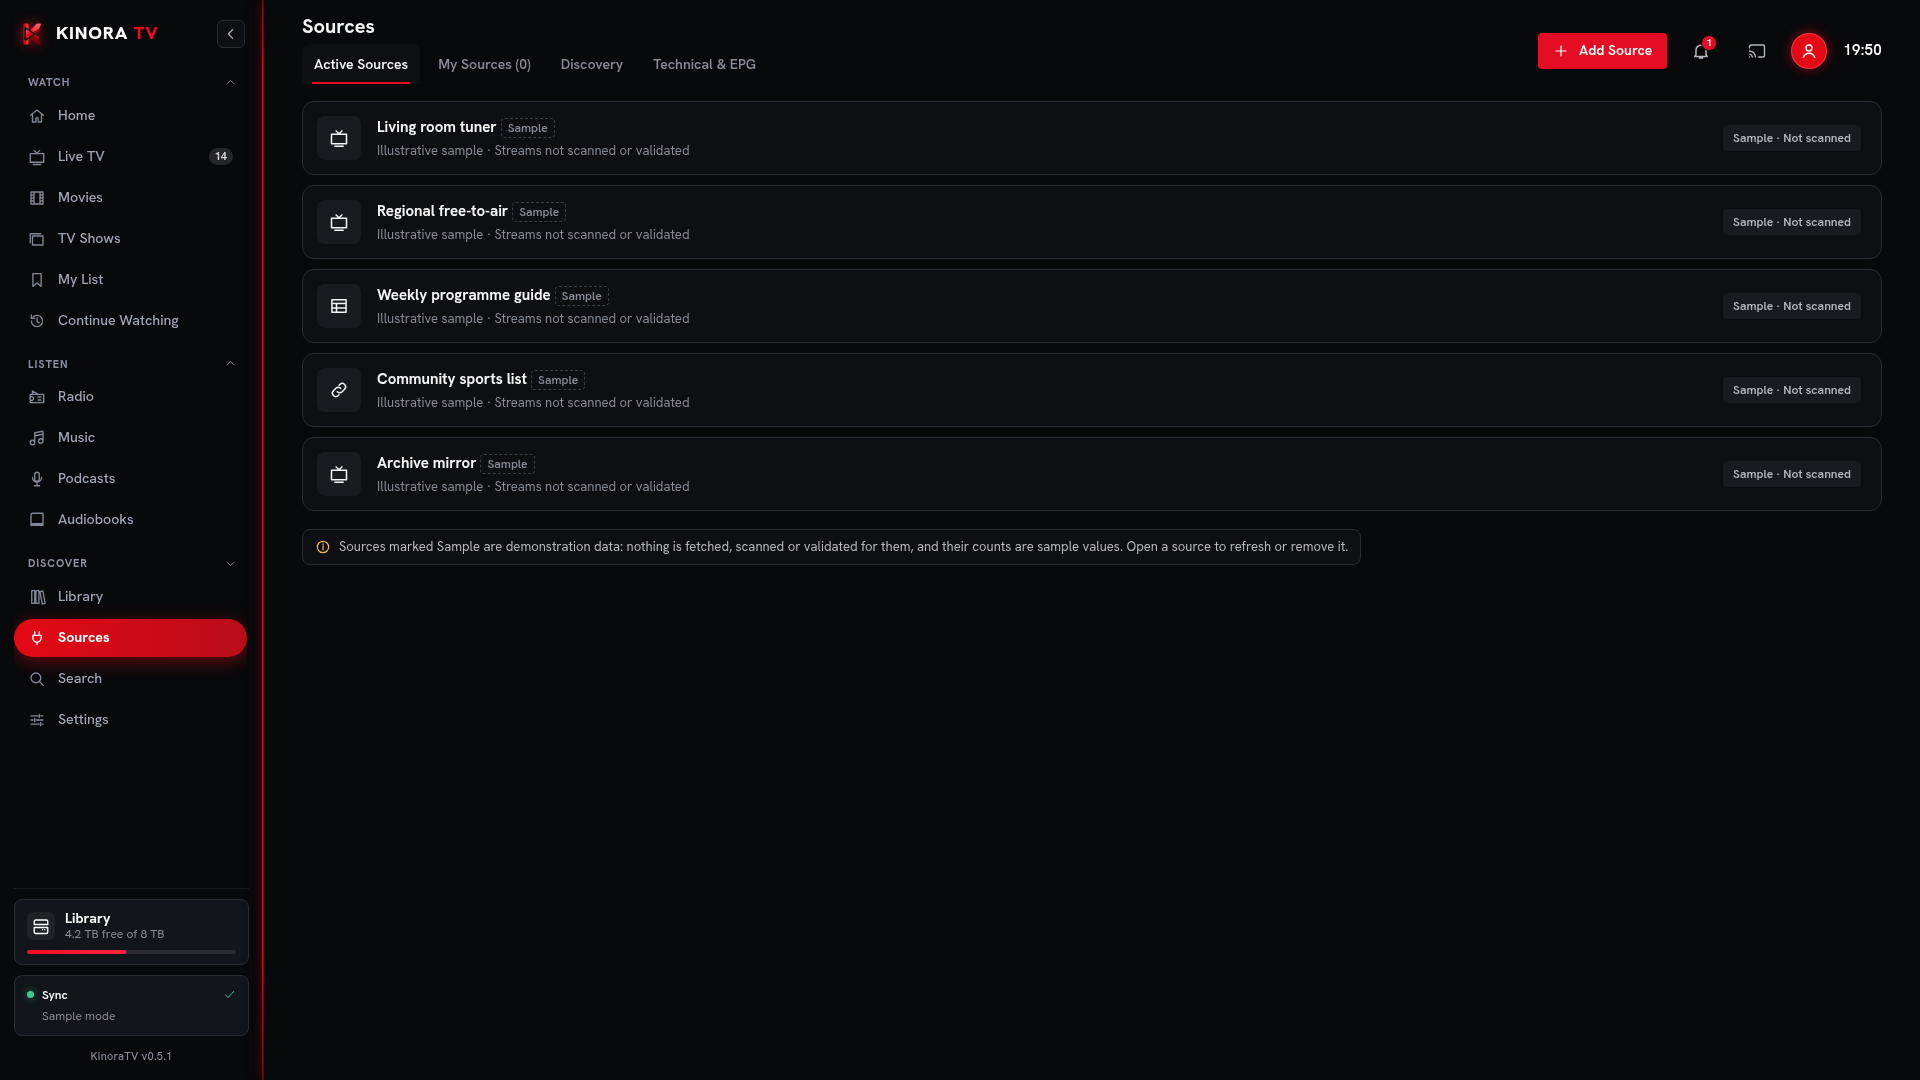 KINORA TV
WATCH
Home
Live TV 14
Movies
TV Shows
My List
Continue Watching
LISTEN
Radio
Music
Podcasts
Audiobooks
DISCOVER
Library
Sources
Search
Settings
Library
4.2 TB free of 8 TB
Sync
Sample mode
KinoraTV v0.5.1
Sources
Active Sources My Sources (0) Discovery Technical & EPG
Add Source 1 19:50
Living room tuner Sample
Illustrative sample · Streams not scanned or validated
Sample · Not scanned
Regional free-to-air Sample
Illustrative sample · Streams not scanned or validated
Sample · Not scanned
Weekly programme guide Sample
Illustrative sample · Streams not scanned or validated
Sample · Not scanned
Community sports list Sample
Illustrative sample · Streams not scanned or validated
Sample · Not scanned
Archive mirror Sample
Illustrative sample · Streams not scanned or validated
Sample · Not scanned
Sources marked Sample are demonstration data: nothing is fetched, scanned or validated for them, and their counts are sample values. Open a source to refresh or remove it.